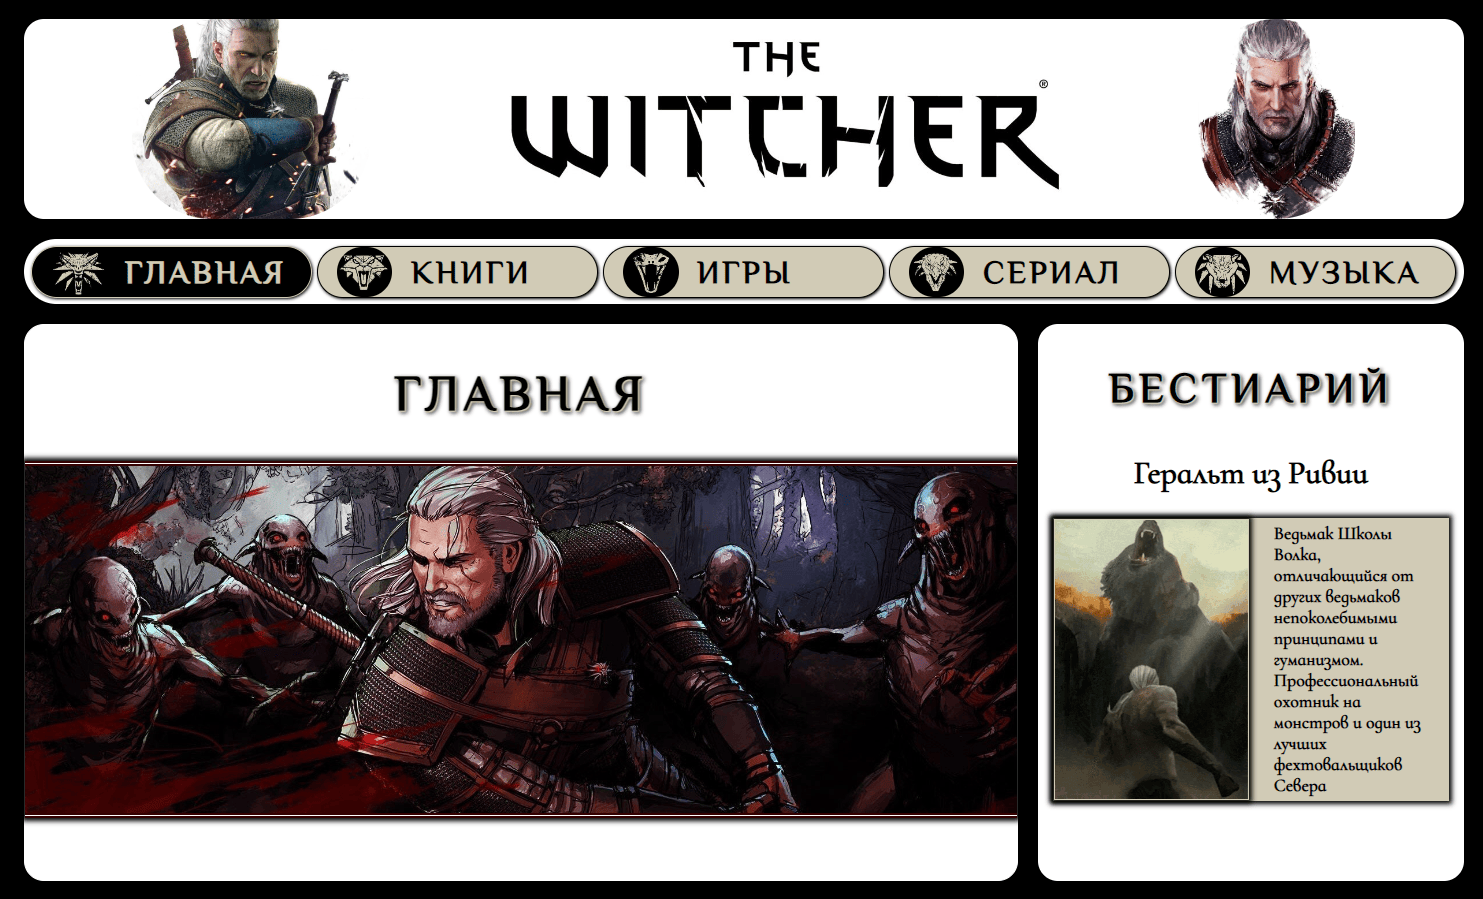 THE
WITCHER®
ГЛАВНАЯ
КНИГИ
ИГРЫ
СЕРИАЛ
МУЗЫКА
ГЛАВНАЯ
БЕСТИАРИЙ
Геральт из Ривии
Ведьмак Школы
Волка,
отличающийся от
других ведьмаков
непоколебимыми
принципами и
гуманизмом.
Профессиональный
охотник на
монстров и один из
лучших
фехтовальщиков
Севера